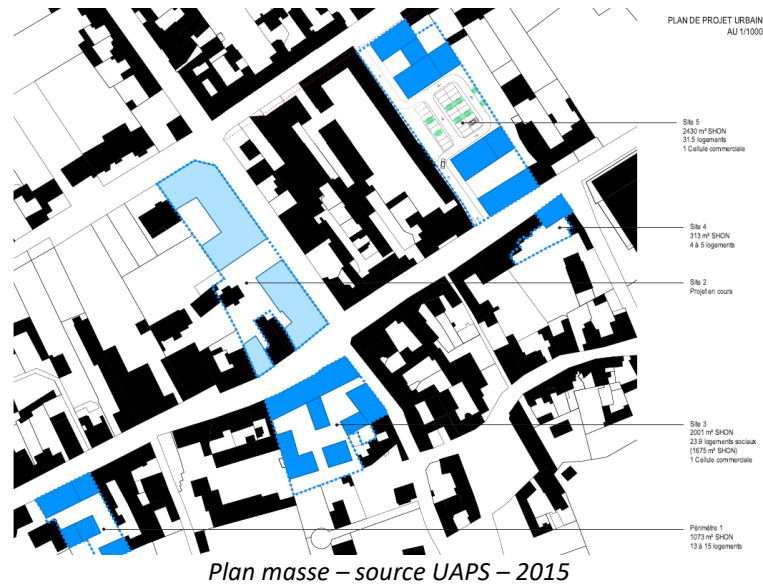 PLAN DE PROJET URBAIN
AU 1/1000
Site 5
2430 m² SHON
31.5 logements
1 Cellule commerciale
Site 4
313 m² SHON
4 à 5 logements
Site 2
Projet en cours
Site 3
2001 m² SHON
23.9 logements sociaux
(1675 m² SHON)
1 Cellule commerciale
Périmètre 1
1073 m² SHON
13 à 15 logements
Plan masse – source UAPS – 2015